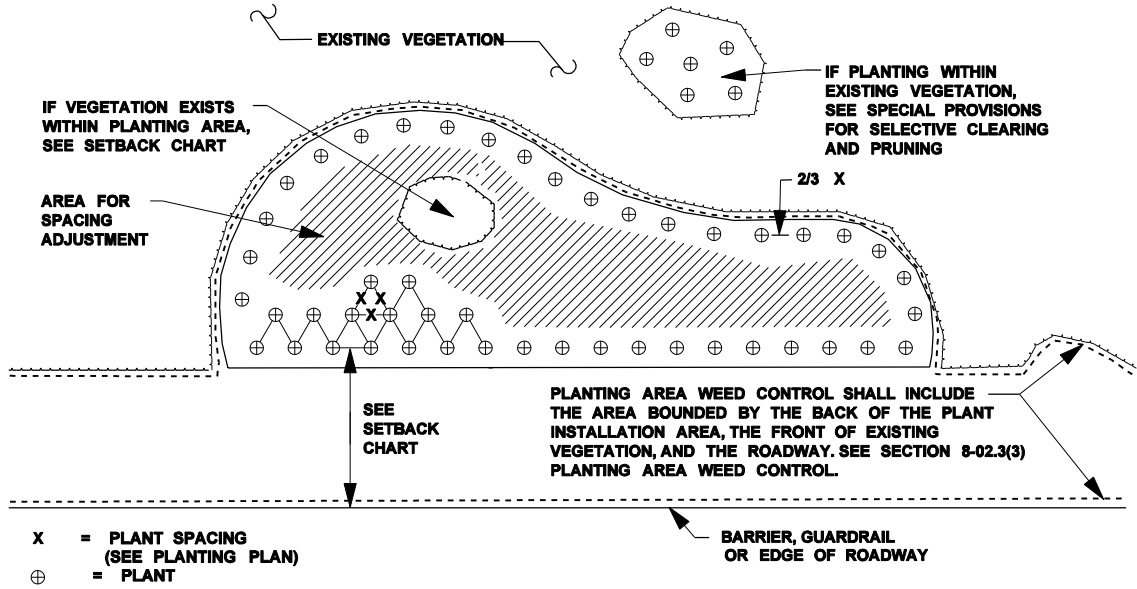 EXISTING VEGETATION
IF PLANTING WITHIN
EXISTING VEGETATION,
SEE SPECIAL PROVISIONS
FOR SELECTIVE CLEARING
AND PRUNING
IF VEGETATION EXISTS
WITHIN PLANTING AREA,
SEE SETBACK CHART
2/3 X
AREA FOR
SPACING
ADJUSTMENT
X X
X
SEE
SETBACK
CHART
PLANTING AREA WEED CONTROL SHALL INCLUDE
THE AREA BOUNDED BY THE BACK OF THE PLANT
INSTALLATION AREA, THE FRONT OF EXISTING
VEGETATION, AND THE ROADWAY. SEE SECTION 8-02.3(3)
PLANTING AREA WEED CONTROL.
X = PLANT SPACING
(SEE PLANTING PLAN)
= PLANT
BARRIER, GUARDRAIL
OR EDGE OF ROADWAY